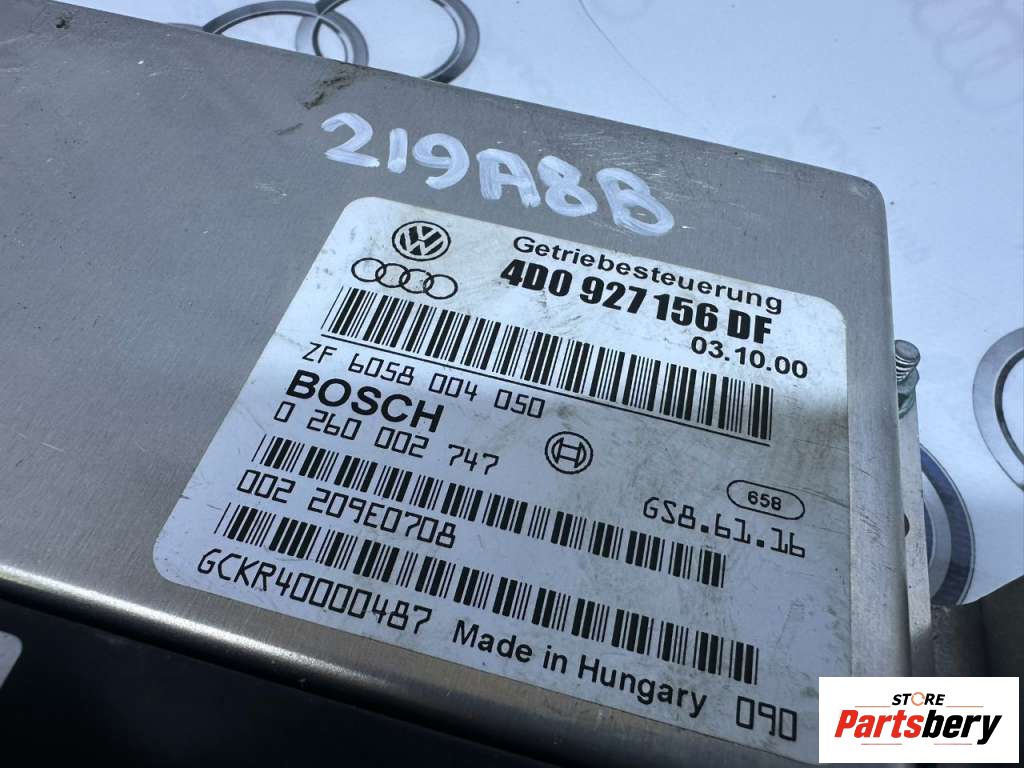 219A8B
Getriebesteuerung
4D0 927 156 DF
03.10.00
ZF 6058 004 050
BOSCH
0 260 002 747
658
002 209E0708
GS8.61.16
GCKR40000487
Made in Hungary
090
STORE
Partsbery